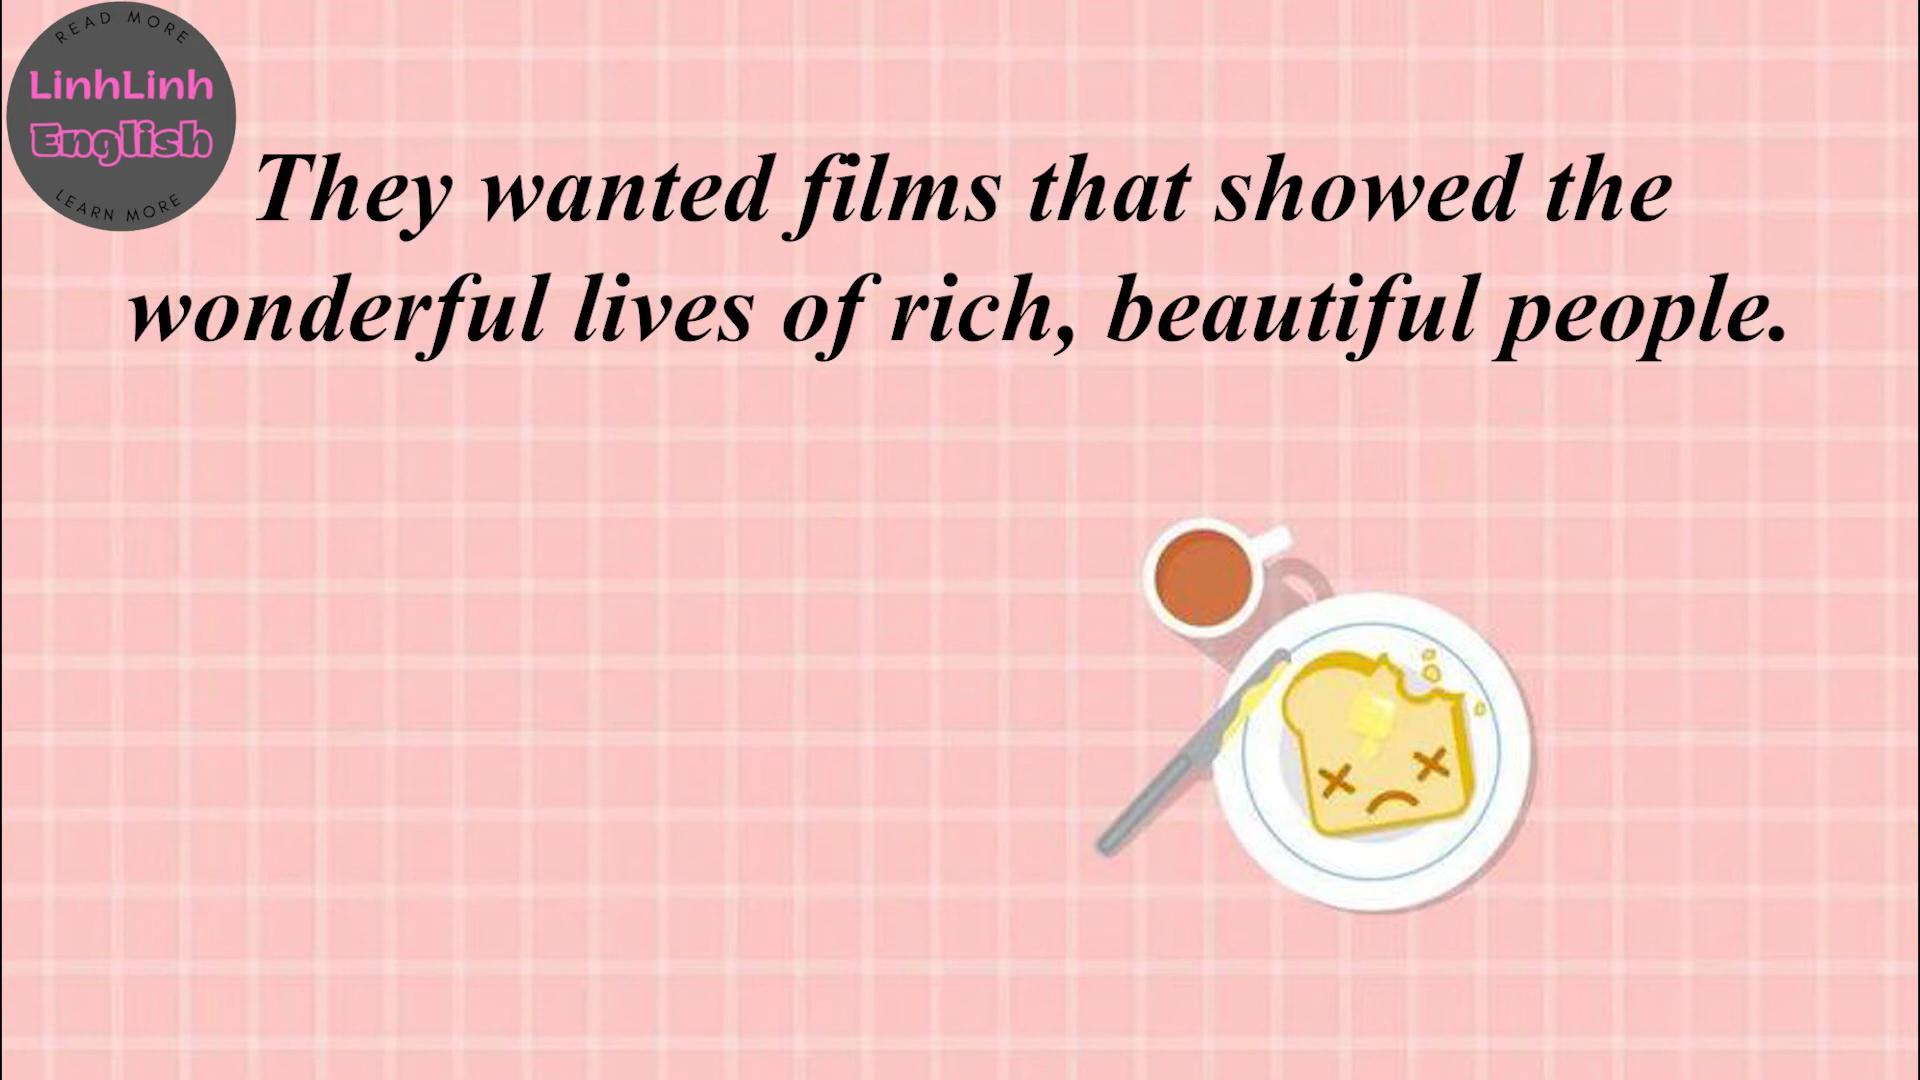 READ MORE
LinhLinh
English
LEARN MORE
They wanted films that showed the
wonderful lives of rich, beautiful people.